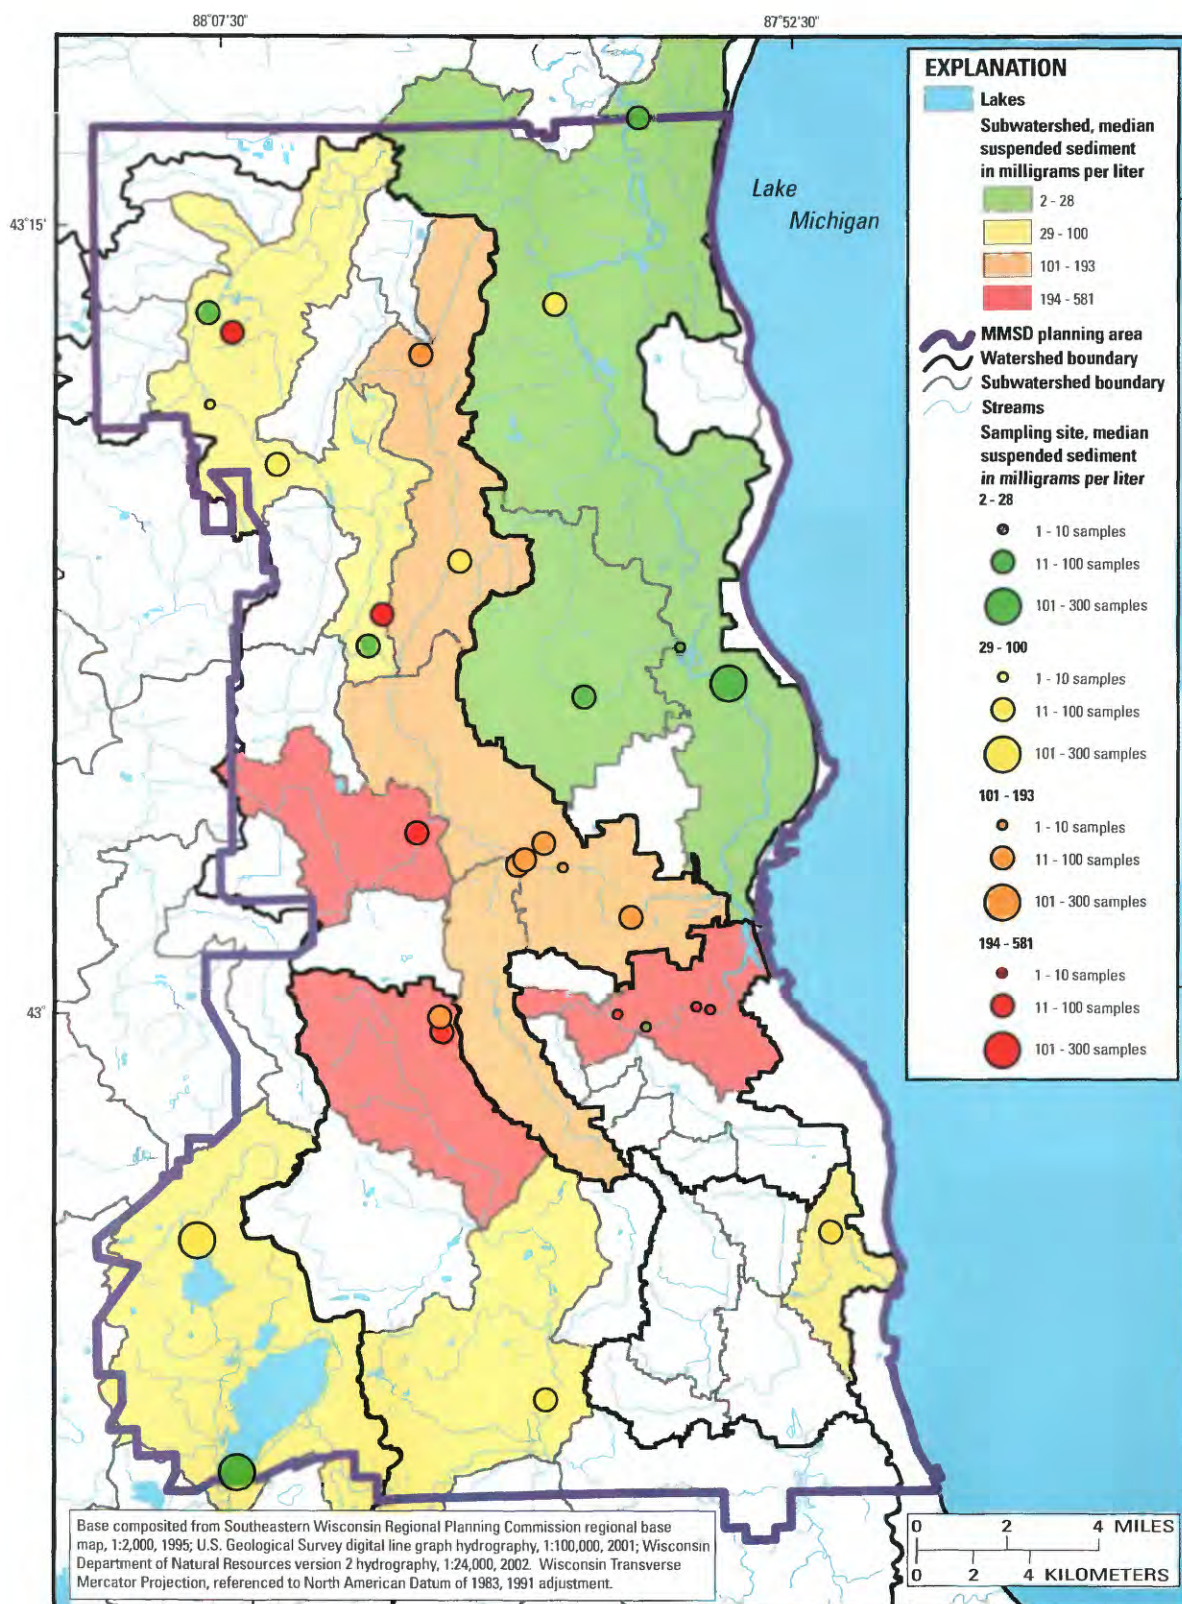 88°07'30"
87°52'30"
43°15'
43°
Lake
Michigan
EXPLANATION
Lakes
Subwatershed, median
suspended sediment
in milligrams per liter
2 - 28
29 - 100
101 - 193
194 - 581
MMSD planning area
Watershed boundary
Subwatershed boundary
Streams
Sampling site, median
suspended sediment
in milligrams per liter
2 - 28
1 - 10 samples
11 - 100 samples
101 - 300 samples
29 - 100
1 - 10 samples
11 - 100 samples
101 - 300 samples
101 - 193
1 - 10 samples
11 - 100 samples
101 - 300 samples
194 - 581
1 - 10 samples
11 - 100 samples
101 - 300 samples
Base composited from Southeastern Wisconsin Regional Planning Commission regional base
map, 1:2,000, 1995; U.S. Geological Survey digital line graph hydrography, 1:100,000, 2001; Wisconsin
Department of Natural Resources version 2 hydrography, 1:24,000, 2002. Wisconsin Transverse
Mercator Projection, referenced to North American Datum of 1983, 1991 adjustment.
0 2 4 MILES
0 2 4 KILOMETERS